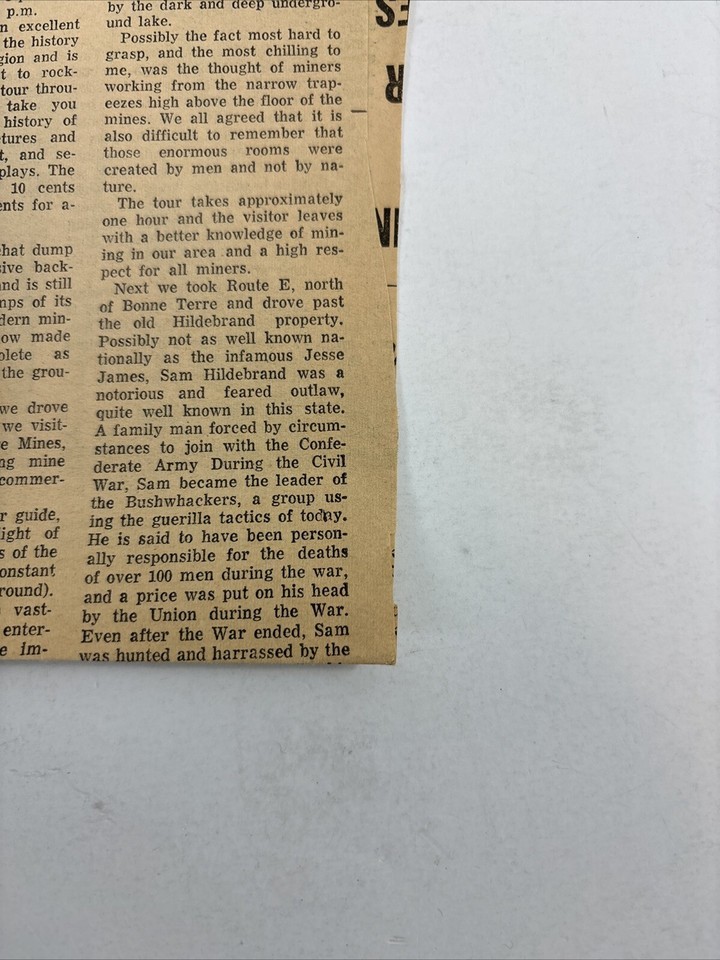 p.m.
n excellent
the history
gion and is
t to rock-
tour throu-
take you
history of
tures and
t, and se-
plays. The
10 cents
ents for a-
hat dump
sive back-
and is still
mps of its
dern min-
ow made
plete as
the grou-
we drove
we visit-
e Mines,
ng mine
commer-
r guide,
ight of
s of the
onstant
round).
vast-
enter-
e im-
by the dark and deep undergro-
und lake.
Possibly the fact most hard to
grasp, and the most chilling to
me, was the thought of miners
working from the narrow trap-
eezes high above the floor of the
mines. We all agreed that it is
also difficult to remember that
those enormous rooms were
created by men and not by na-
ture.
The tour takes approximately
one hour and the visitor leaves
with a better knowledge of min-
ing in our area and a high res-
pect for all miners.
Next we took Route E, north
of Bonne Terre and drove past
the old Hildebrand property.
Possibly not as well known na-
tionally as the infamous Jesse
James, Sam Hildebrand was a
notorious and feared outlaw,
quite well known in this state.
A family man forced by circum-
stances to join with the Confe-
derate Army During the Civil
War, Sam became the leader of
the Bushwhackers, a group us-
ing the guerilla tactics of today.
He is said to have been person-
ally responsible for the deaths
of over 100 men during the war,
and a price was put on his head
by the Union during the War.
Even after the War ended, Sam
was hunted and harrassed by the
ES
R
IN